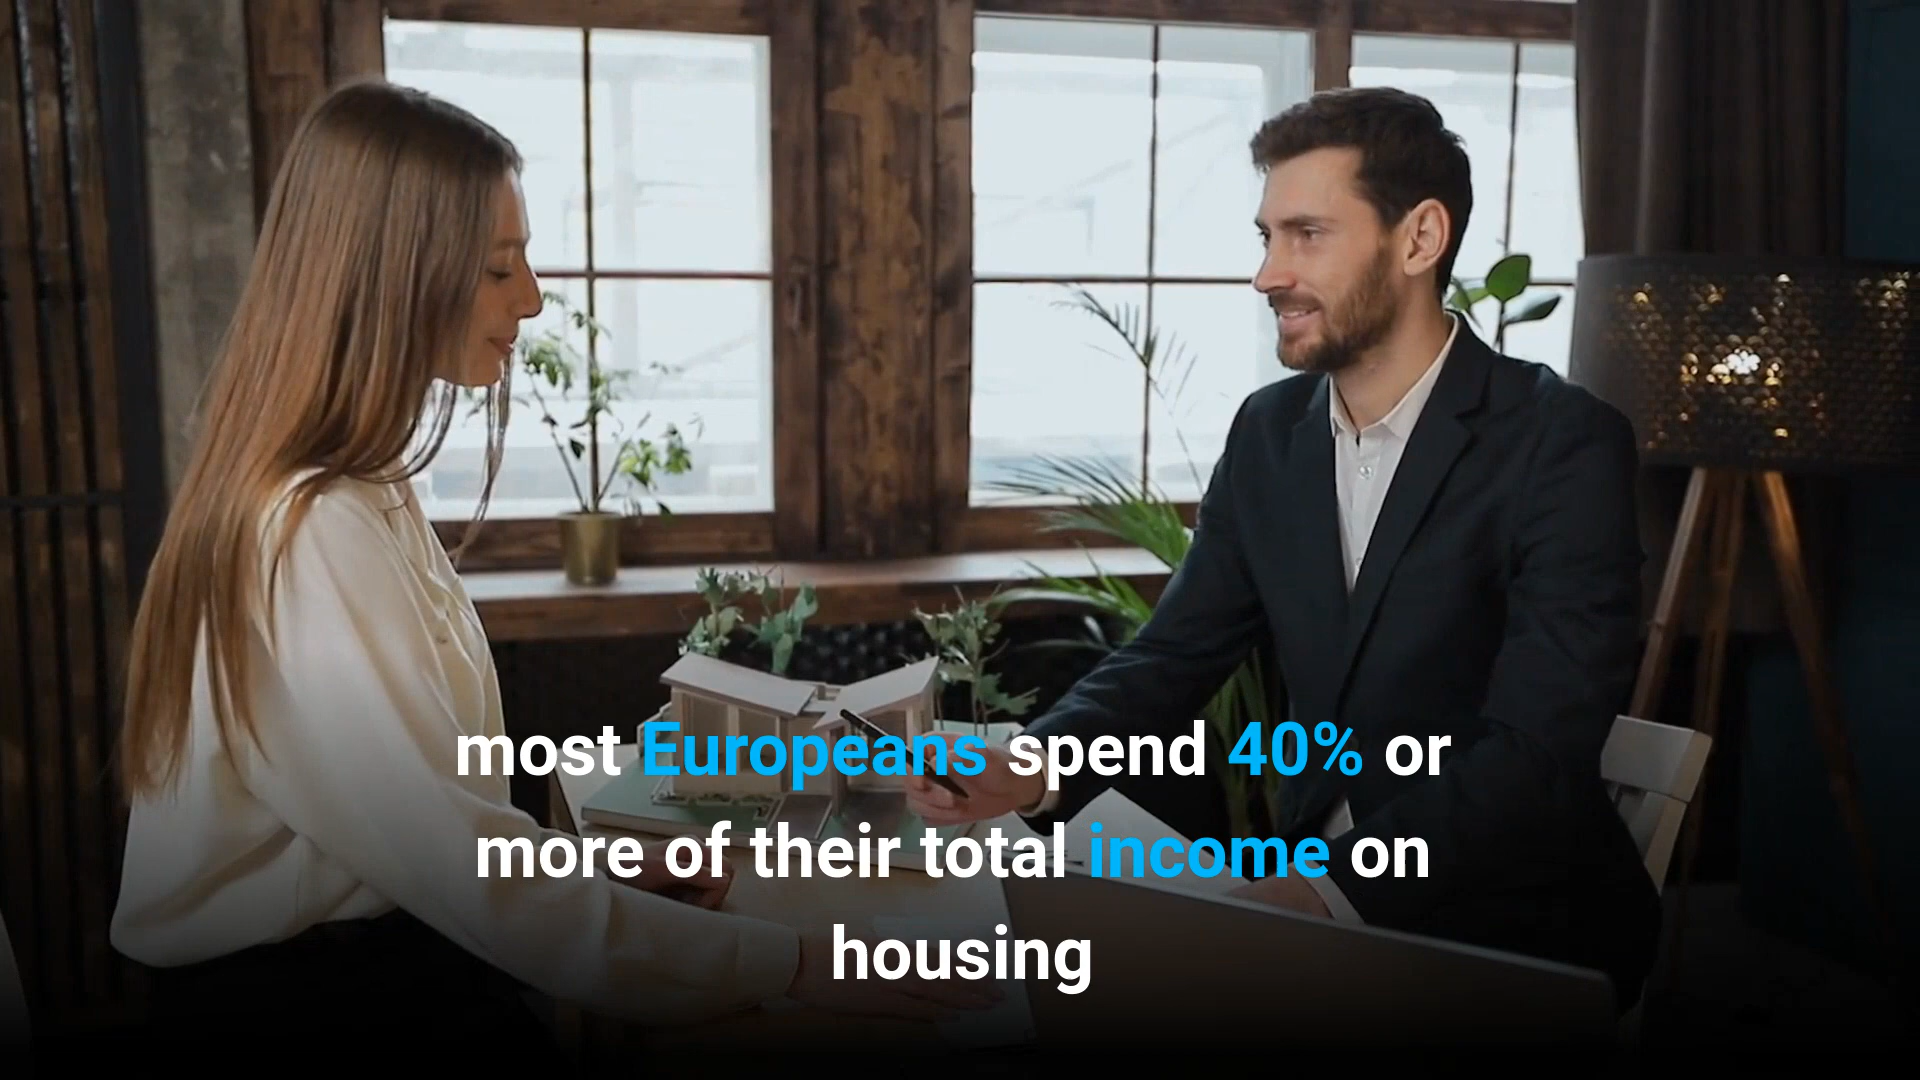 most Europeans spend 40% or
more of their total income on
housing